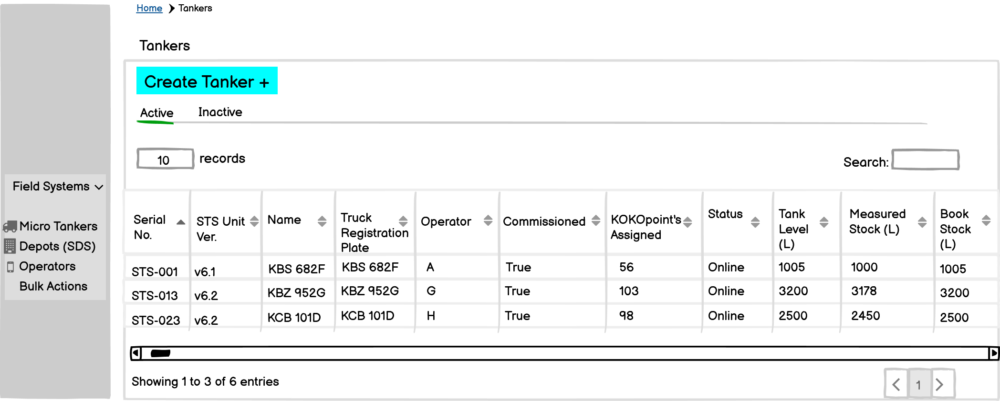 Home Tankers
Tankers
Create Tanker +
Active Inactive
10 records
Search:
Field Systems
Micro Tankers
Depots (SDS)
Operators
Bulk Actions
Serial No.
STS Unit Ver.
Name
Truck Registration Plate
Operator
Commissioned
KOKOpoint's Assigned
Status
Tank Level (L)
Measured Stock (L)
Book Stock (L)
STS-001 v6.1 KBS 682F KBS 682F A True 56 Online 1005 1000 1005
STS-013 v6.2 KBZ 952G KBZ 952G G True 103 Online 3200 3178 3200
STS-023 v6.2 KCB 101D KCB 101D H True 98 Online 2500 2450 2500
Showing 1 to 3 of 6 entries
1